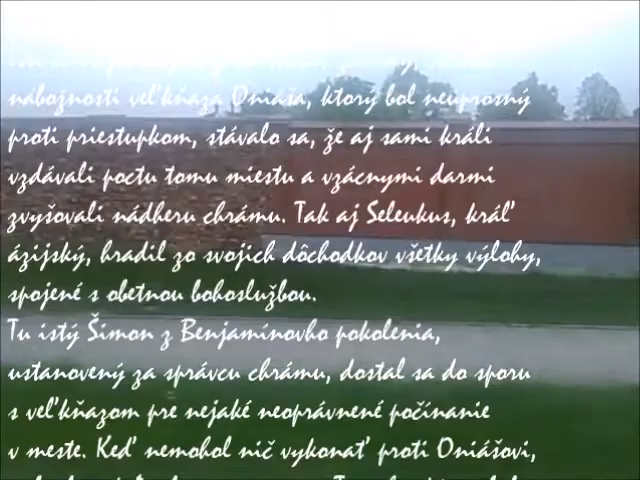 nábožnosti veľkňaza Oniáša, ktorý bol neúprosný
proti priestupkom, stávalo sa, že aj sami králi
vzdávali poctu tomu miestu a vzácnymi darmi
zvyšovali nádheru chrámu. Tak aj Seleukus, kráľ
ázijský, hradil zo svojich dôchodkov všetky výlohy,
spojené s obetnou bohoslužbou.
Tu istý Šimon z Benjamínovho pokolenia,
ustanovený za správcu chrámu, dostal sa do sporu
s veľkňazom pre nejaké neoprávnené počínanie
v meste. Keď nemohol nič vykonať proti Oniášovi,